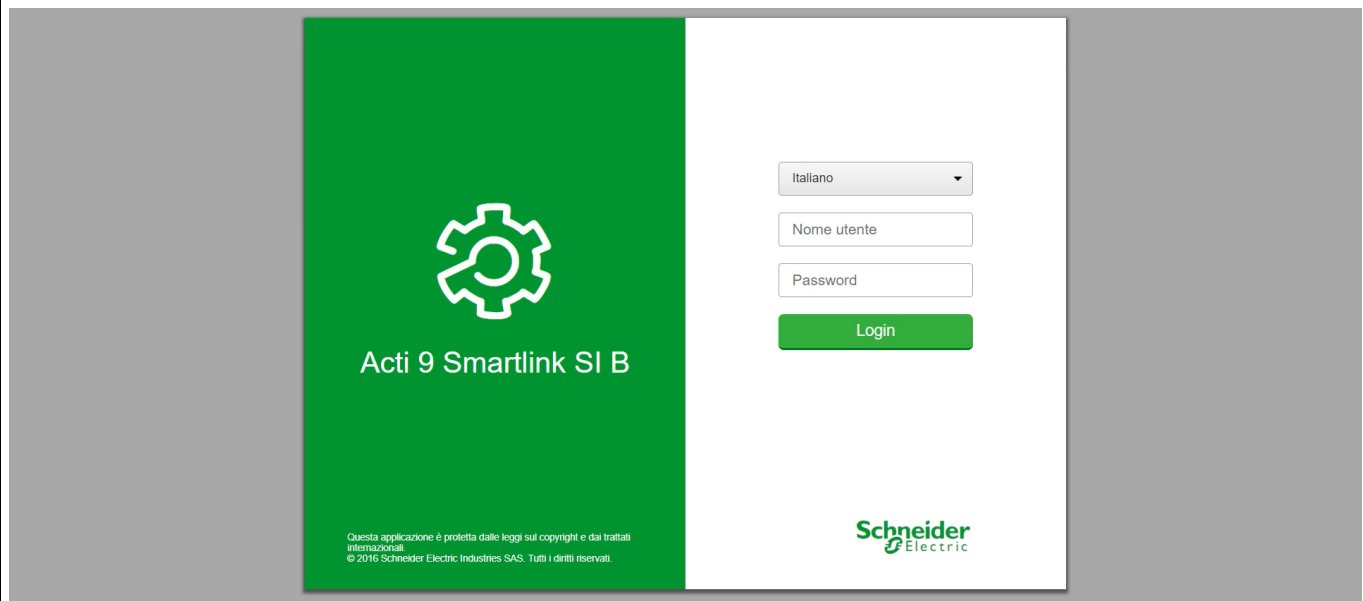 Italiano
Nome utente
Password
Login
Acti 9 Smartlink SI B
Questa applicazione è protetta dalle leggi sul copyright e dai trattati
internazionali.
© 2016 Schneider Electric Industries SAS. Tutti i diritti riservati.
Schneider
Electric